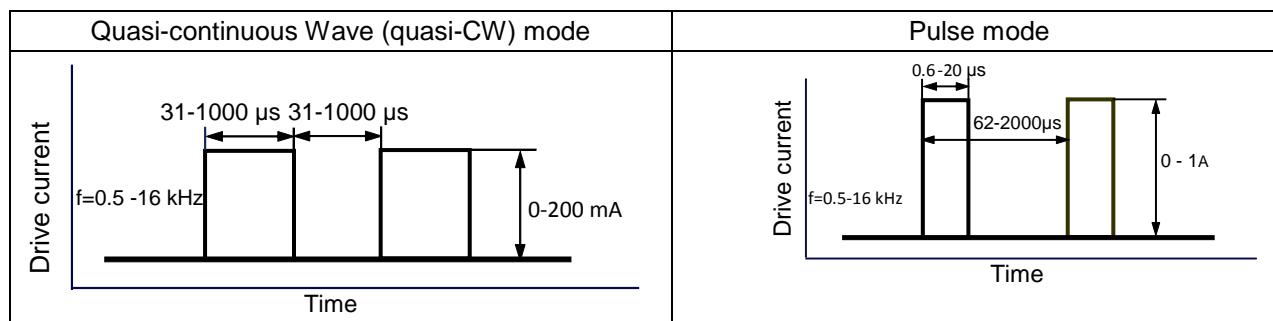 Quasi-continuous Wave (quasi-CW) mode
Drive current
31-1000 µs 31-1000 µs
f=0.5 -16 kHz
0-200 mA
Time
Pulse mode
Drive current
0.6-20 µs
62-2000µs
0 - 1A
f=0.5-16 kHz
Time